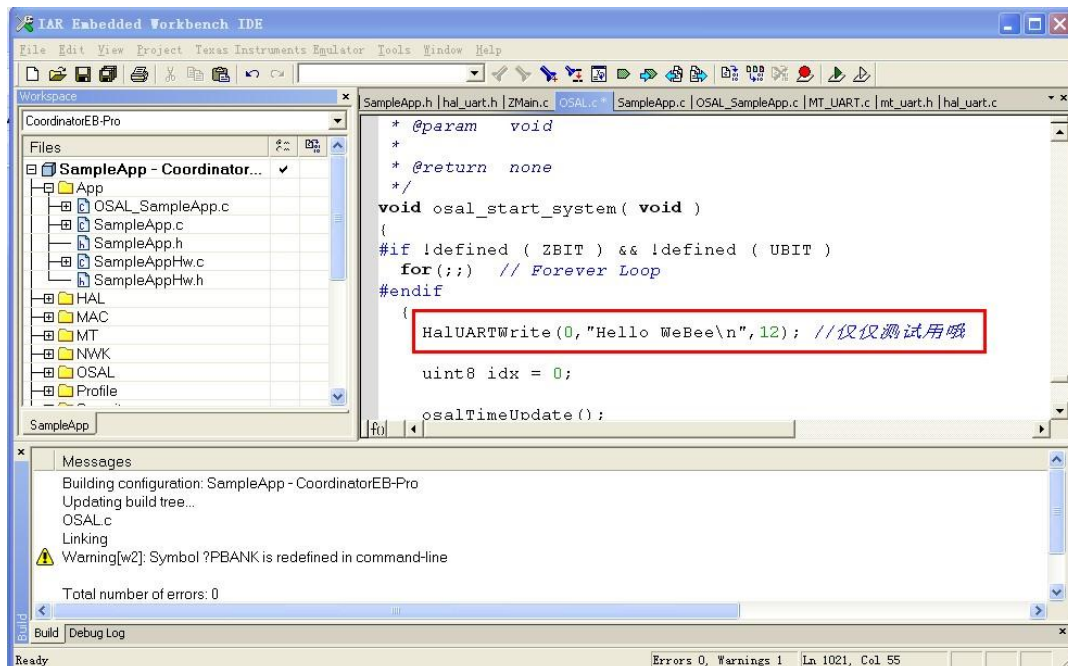 IAR Embedded Workbench IDE
File Edit View Project Texas Instruments Emulator Tools Window Help
Workspace
CoordinatorEB-Pro
Files
SampleApp - Coordinator...
App
OSAL_SampleApp.c
SampleApp.c
SampleApp.h
SampleAppHw.c
SampleAppHw.h
HAL
MAC
MT
NWK
OSAL
Profile
SampleApp
SampleApp.h | hal_uart.h | ZMain.c | OSAL.c * | SampleApp.c | OSAL_SampleApp.c | MT_UART.c | mt_uart.h | hal_uart.c
* @param void
*
* @return none
*/
void osal_start_system( void )
{
#if !defined ( ZBIT ) && !defined ( UBIT )
for(;;) // Forever Loop
#endif
{
HalUARTWrite(0,"Hello WeBee\n",12); //仅仅测试用哦
uint8 idx = 0;
osalTimeUpdate();
f()
Messages
Building configuration: SampleApp - CoordinatorEB-Pro
Updating build tree...
OSAL.c
Linking
Warning[w2]: Symbol ?PBANK is redefined in command-line
Total number of errors: 0
Build
Build Debug Log
Ready Errors 0, Warnings 1 Ln 1021, Col 55